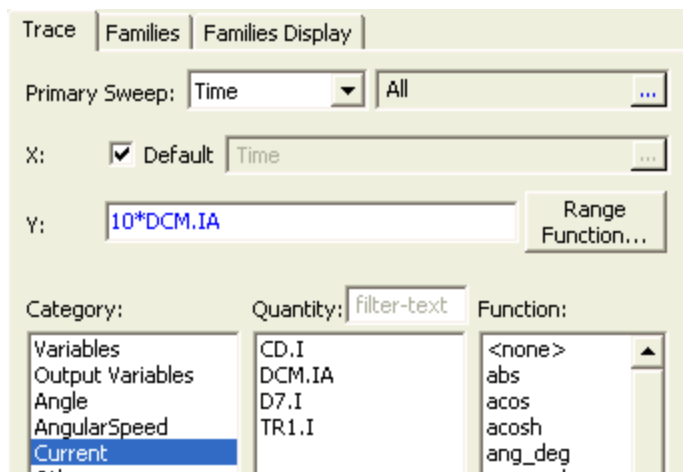 Trace Families Families Display
Primary Sweep: Time All ...
X: Default Time ...
Y: 10*DCM.IA Range Function...
Category: Quantity: filter-text Function:
Variables CD.I <none>
Output Variables DCM.IA abs
Angle D7.I acos
AngularSpeed TR1.I acosh
Current ang_deg